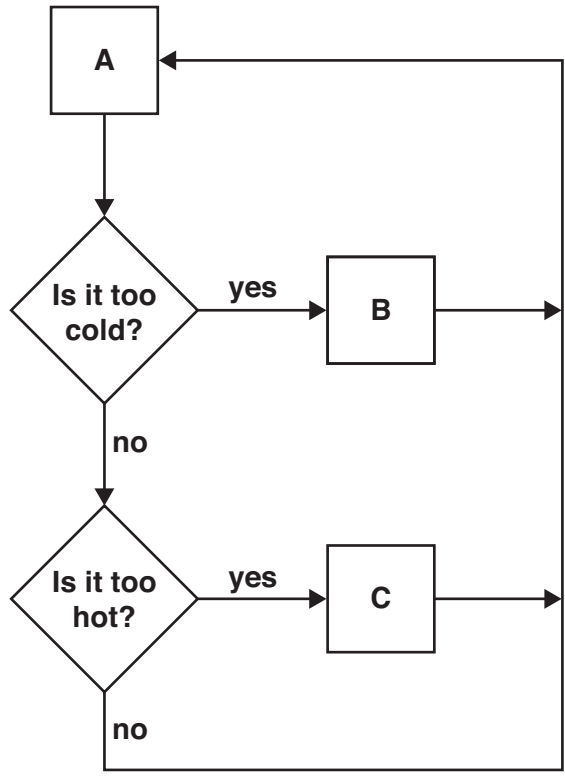 A
Is it too
cold?
yes
B
no
Is it too
hot?
yes
C
no